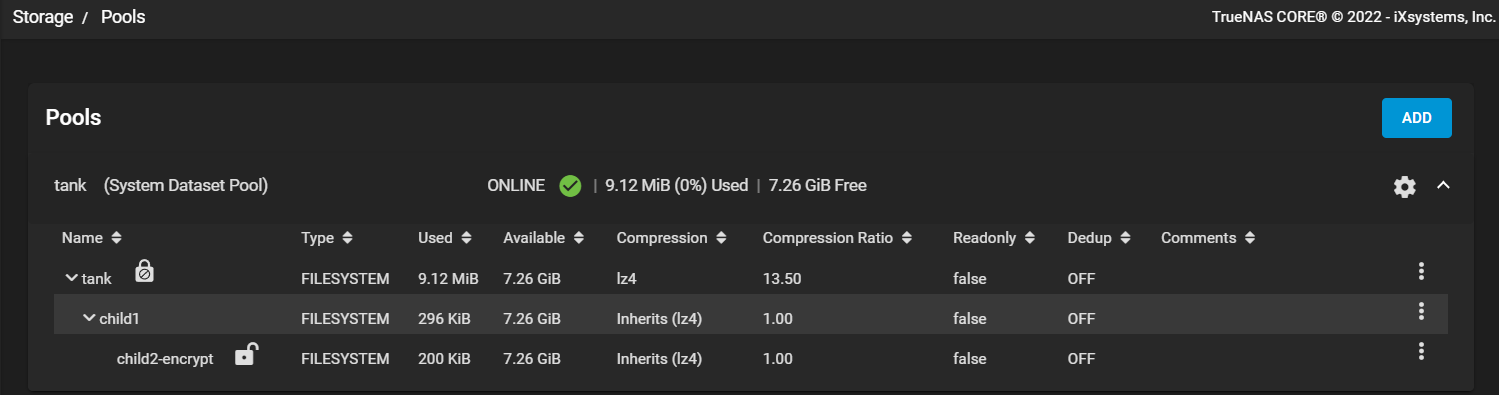 Storage / Pools TrueNAS CORE® © 2022 - iXsystems, Inc.
Pools ADD
tank (System Dataset Pool) ONLINE | 9.12 MiB (0%) Used | 7.26 GiB Free
Name Type Used Available Compression Compression Ratio Readonly Dedup Comments
tank FILESYSTEM 9.12 MiB 7.26 GiB lz4 13.50 false OFF
child1 FILESYSTEM 296 KiB 7.26 GiB Inherits (lz4) 1.00 false OFF
child2-encrypt FILESYSTEM 200 KiB 7.26 GiB Inherits (lz4) 1.00 false OFF